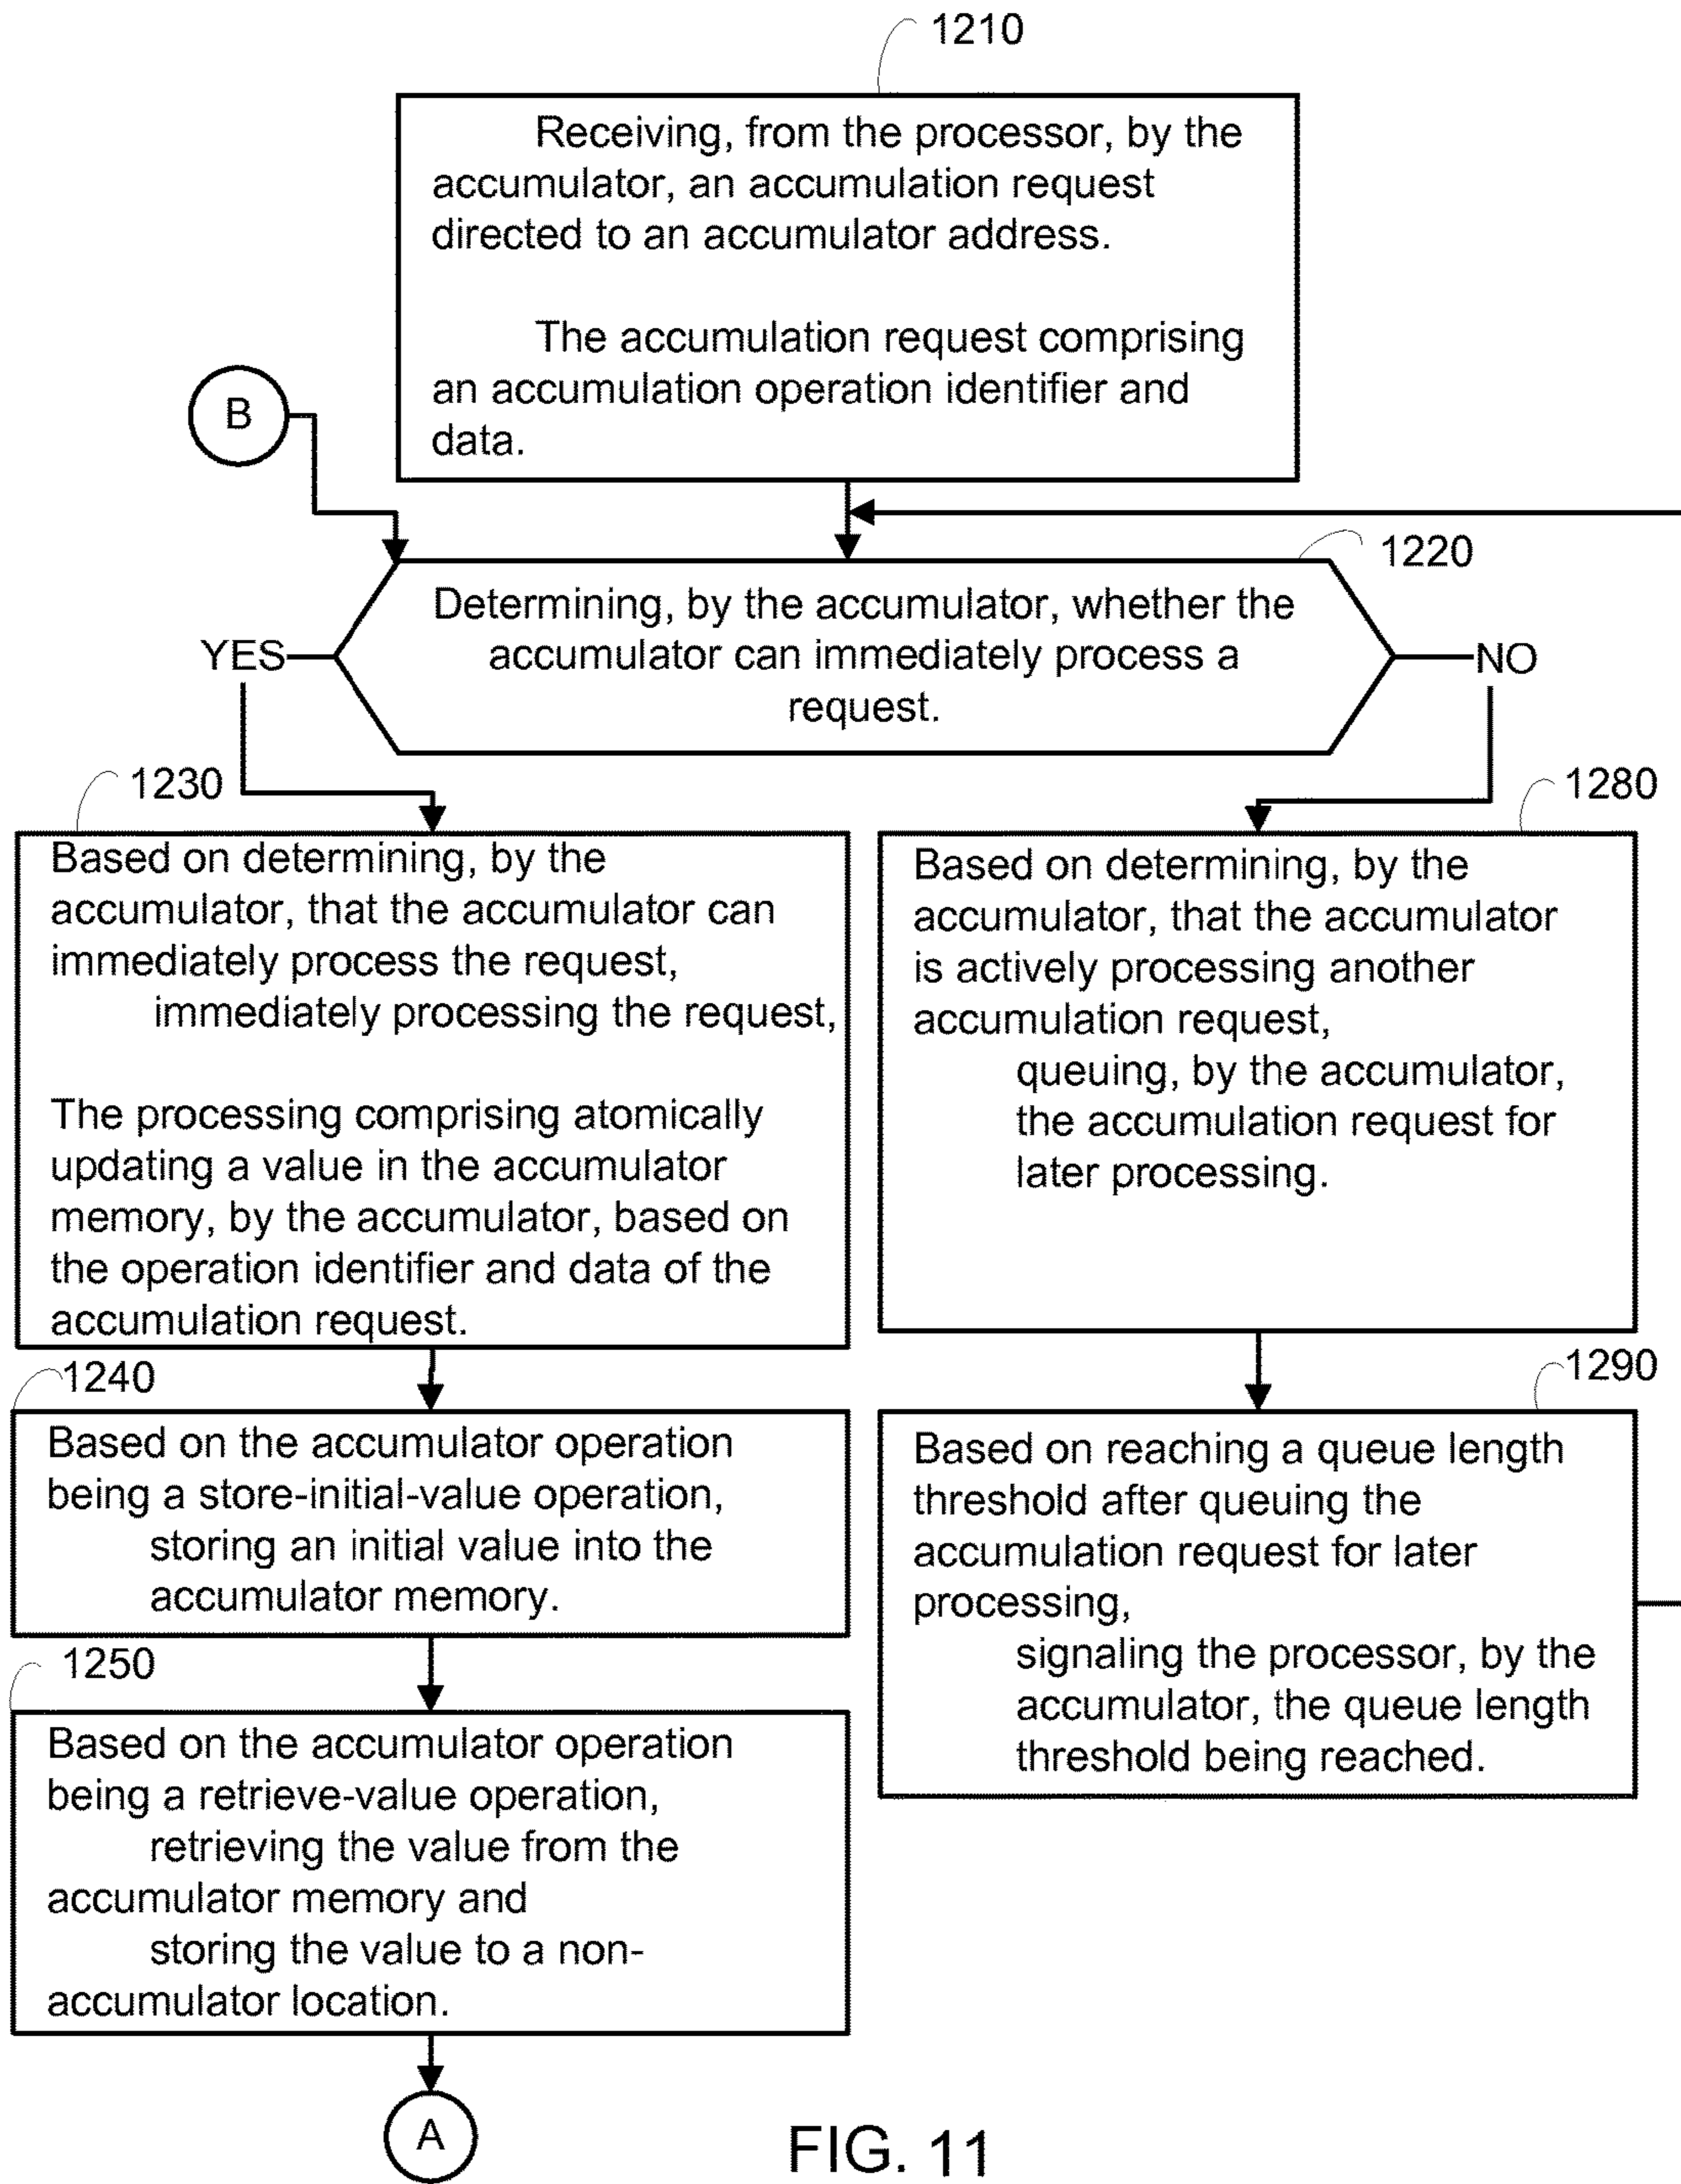 1210
Receiving, from the processor, by the
accumulator, an accumulation request
directed to an accumulator address.
The accumulation request comprising
an accumulation operation identifier and
data.
B
1220
Determining, by the accumulator, whether the
accumulator can immediately process a
request.
YES
NO
1230
Based on determining, by the
accumulator, that the accumulator can
immediately process the request,
immediately processing the request,
The processing comprising atomically
updating a value in the accumulator
memory, by the accumulator, based on
the operation identifier and data of the
accumulation request.
1280
Based on determining, by the
accumulator, that the accumulator
is actively processing another
accumulation request,
queuing, by the accumulator,
the accumulation request for
later processing.
1240
Based on the accumulator operation
being a store-initial-value operation,
storing an initial value into the
accumulator memory.
1290
Based on reaching a queue length
threshold after queuing the
accumulation request for later
processing,
signaling the processor, by the
accumulator, the queue length
threshold being reached.
1250
Based on the accumulator operation
being a retrieve-value operation,
retrieving the value from the
accumulator memory and
storing the value to a non-
accumulator location.
A
FIG. 11